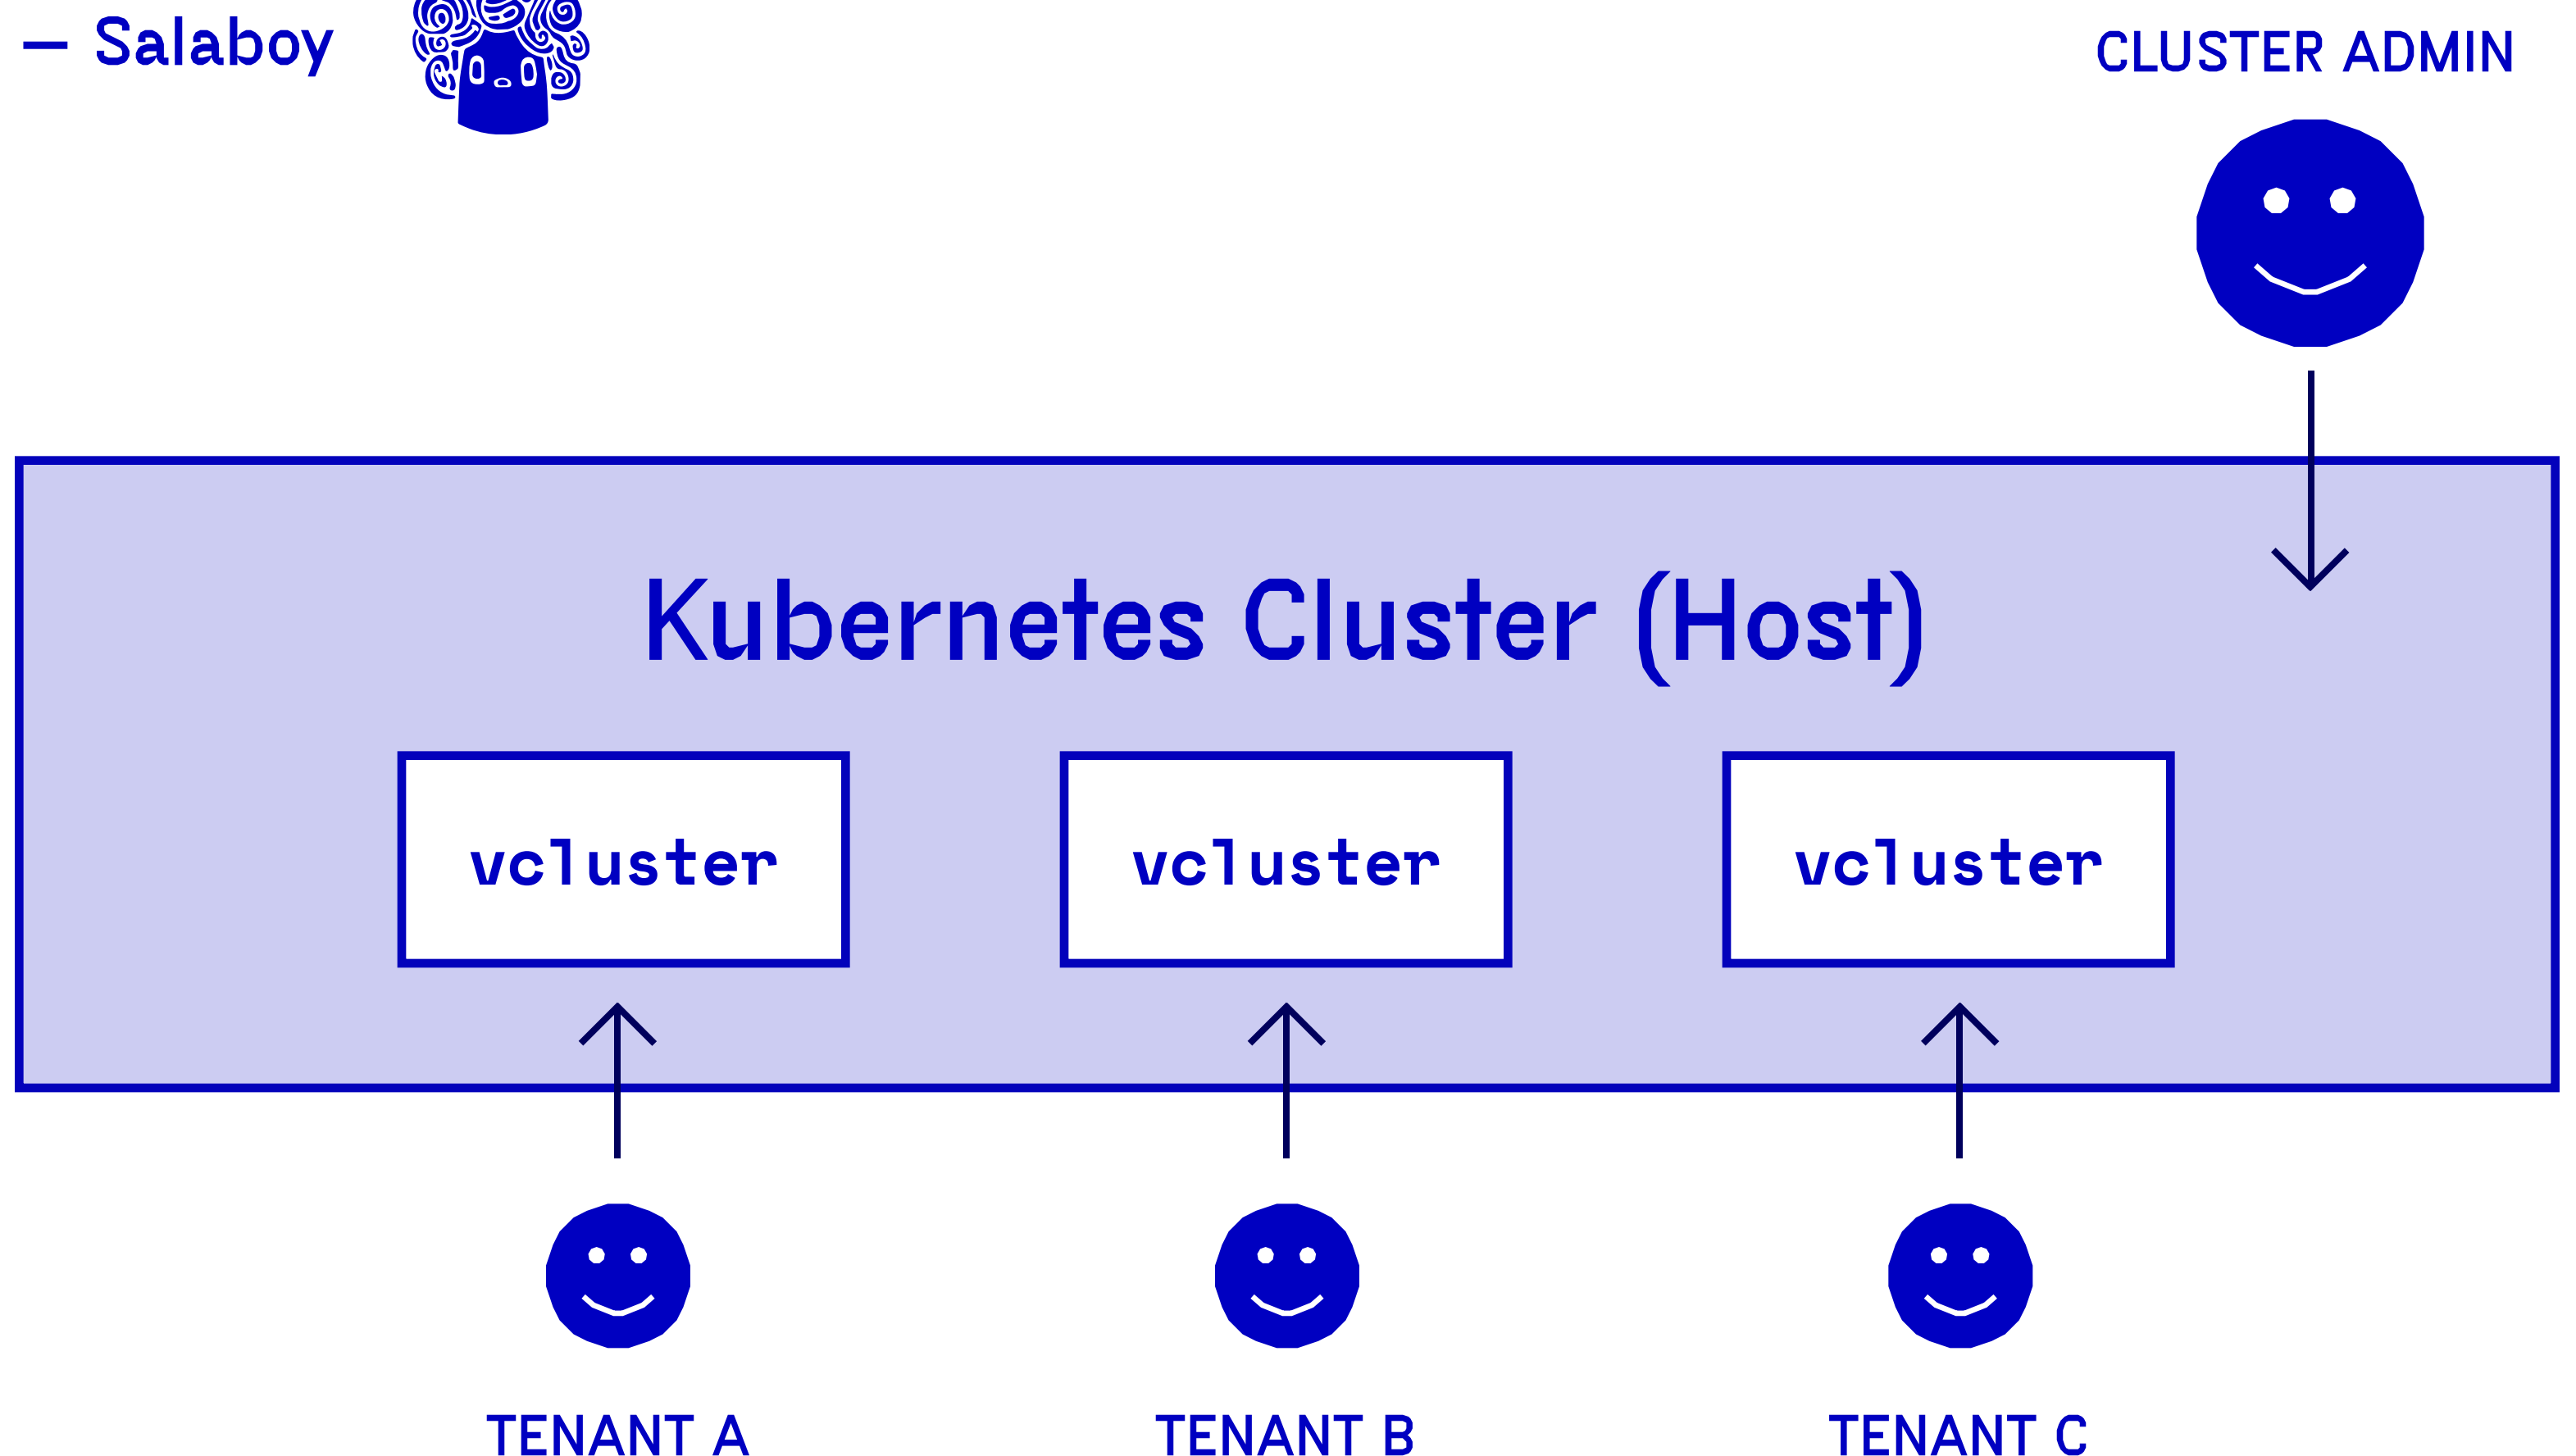 — Salaboy
CLUSTER ADMIN
Kubernetes Cluster (Host)
vcluster
vcluster
vcluster
TENANT A
TENANT B
TENANT C